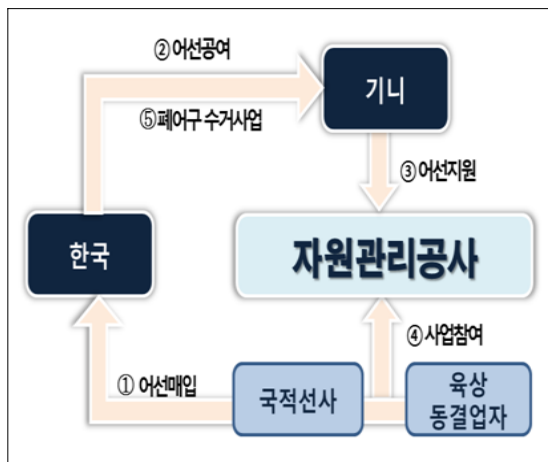 ② 어선공여
기니
⑤폐어구 수거사업
③ 어선지원
한국
자원관리공사
④ 사업참여
① 어선매입
국적선사
육상
동결업자